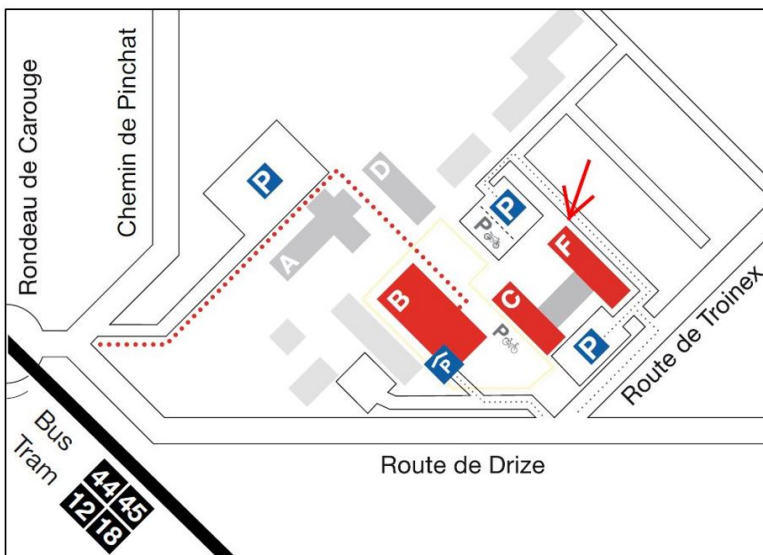 Rondeau de Carouge
Chemin de Pinchat
P
D
P
P
A
F
B
C
P
P
P
Route de Troinex
Bus
Tram
44 45
12 18
Route de Drize